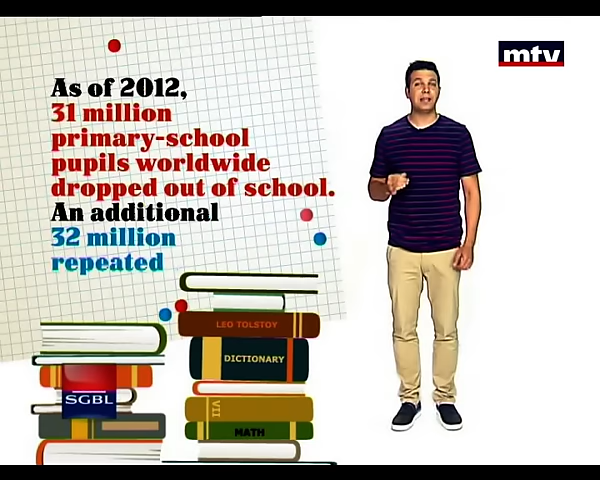 mtv
As of 2012,
31 million
primary-school
pupils worldwide
dropped out of school.
An additional
32 million
repeated
LEO TOLSTOY
DICTIONARY
SGBL
VII
MATH